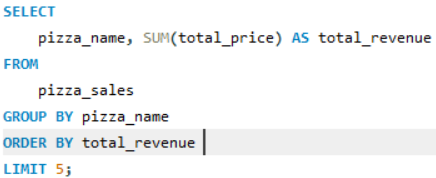 SELECT
pizza_name, SUM(total_price) AS total_revenue
FROM
pizza_sales
GROUP BY pizza_name
ORDER BY total_revenue
LIMIT 5;